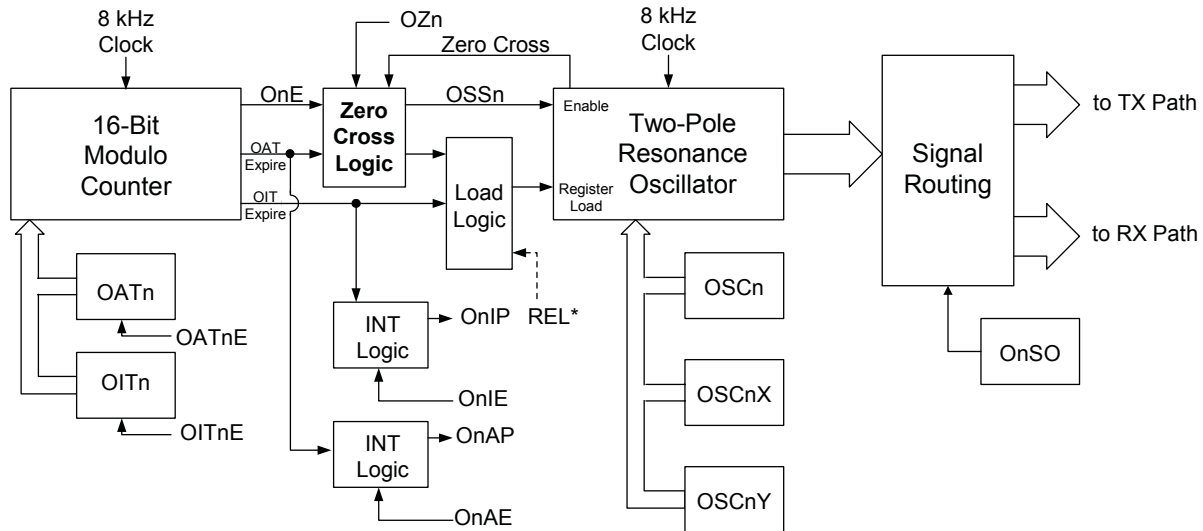 8 kHz
Clock
OZn
Zero Cross
8 kHz
Clock
16-Bit
Modulo
Counter
OnE
OAT
Expire
OIT
Expire
Zero
Cross
Logic
OSSn
Load
Logic
Enable
Register
Load
Two-Pole
Resonance
Oscillator
Signal
Routing
to TX Path
to RX Path
OATn
OATnE
OITn
OITnE
INT
Logic
OnIP
OnIE
REL*
INT
Logic
OnAP
OnAE
OSCn
OSCnX
OSCnY
OnSO